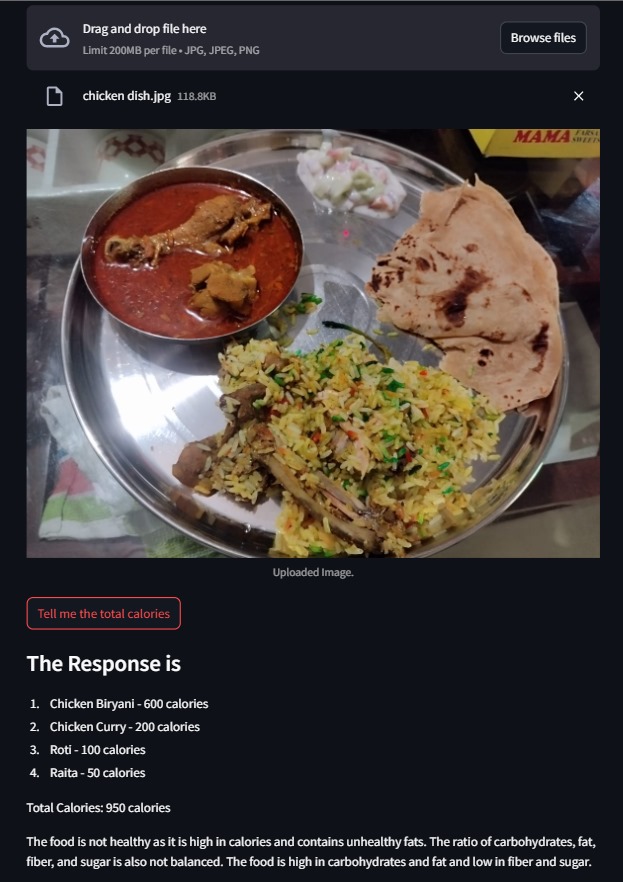 Drag and drop file here
Limit 200MB per file • JPG, JPEG, PNG
Browse files
chicken dish.jpg 118.8KB
MAMA FARSAN
SWEETS
Uploaded Image.
Tell me the total calories
The Response is
1. Chicken Biryani - 600 calories
2. Chicken Curry - 200 calories
3. Roti - 100 calories
4. Raita - 50 calories
Total Calories: 950 calories
The food is not healthy as it is high in calories and contains unhealthy fats. The ratio of carbohydrates, fat,
fiber, and sugar is also not balanced. The food is high in carbohydrates and fat and low in fiber and sugar.